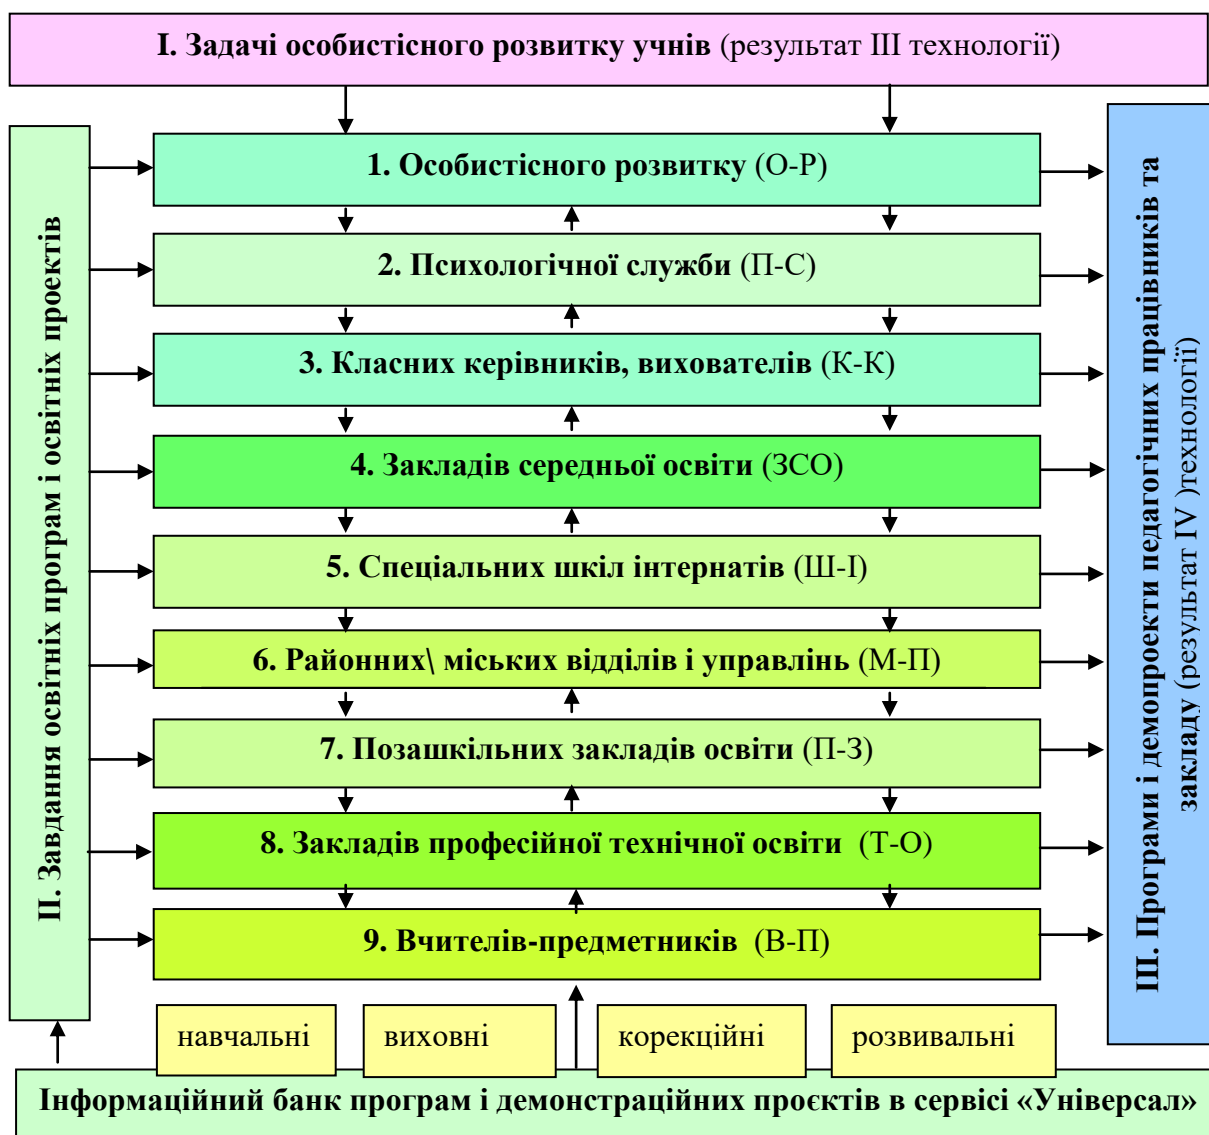 І. Задачі особистісного розвитку учнів (результат ІІІ технології)
ІІ. Завдання освітніх програм і освітніх проектів
1. Особистісного розвитку (О-Р)
2. Психологічної служби (П-С)
3. Класних керівників, вихователів (К-К)
4. Закладів середньої освіти (ЗСО)
5. Спеціальних шкіл інтернатів (Ш-І)
6. Районних\ міських відділів і управлінь (М-П)
7. Позашкільних закладів освіти (П-З)
8. Закладів професійної технічної освіти (Т-О)
9. Вчителів-предметників (В-П)
ІІІ. Програми і демопроекти педагогічних працівників та
закладу (результат IV )технології)
навчальні
виховні
корекційні
розвивальні
Інформаційний банк програм і демонстраційних проєктів в сервісі «Універсал»